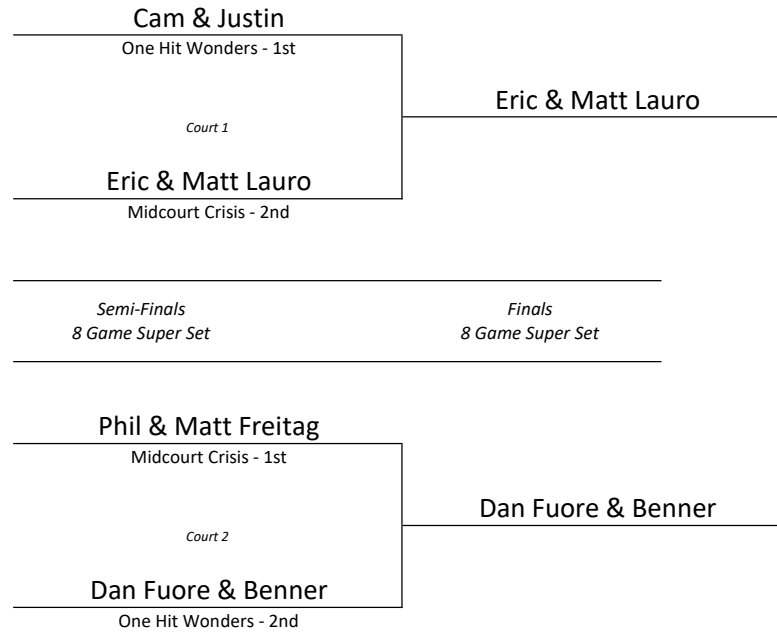 Cam & Justin
One Hit Wonders - 1st
Eric & Matt Lauro
Court 1
Eric & Matt Lauro
Midcourt Crisis - 2nd
Semi-Finals
8 Game Super Set
Finals
8 Game Super Set
Phil & Matt Freitag
Midcourt Crisis - 1st
Dan Fuore & Benner
Court 2
Dan Fuore & Benner
One Hit Wonders - 2nd